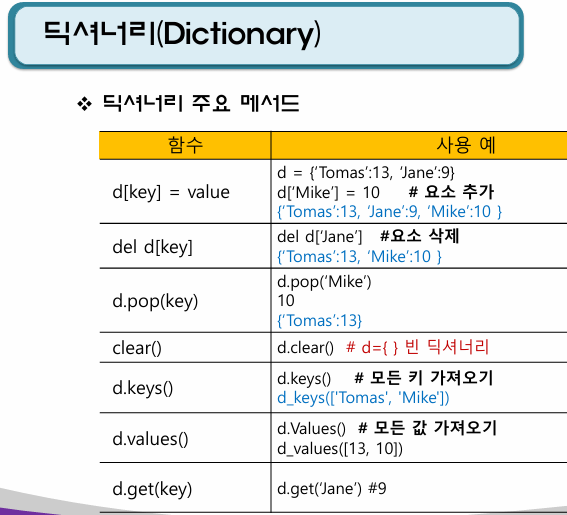 딕셔너리(Dictionary)
❖ 딕셔너리 주요 메서드
함수 사용 예
d[key] = value
d = {'Tomas':13, 'Jane':9}
d['Mike'] = 10 # 요소 추가
{'Tomas':13, 'Jane':9, 'Mike':10 }
del d[key]
del d['Jane'] #요소 삭제
{'Tomas':13, 'Mike':10 }
d.pop(key)
d.pop('Mike')
10
{'Tomas':13}
clear()
d.clear() # d={ } 빈 딕셔너리
d.keys()
d.keys() # 모든 키 가져오기
d_keys(['Tomas', 'Mike'])
d.values()
d.Values() # 모든 값 가져오기
d_values([13, 10])
d.get(key)
d.get('Jane') #9